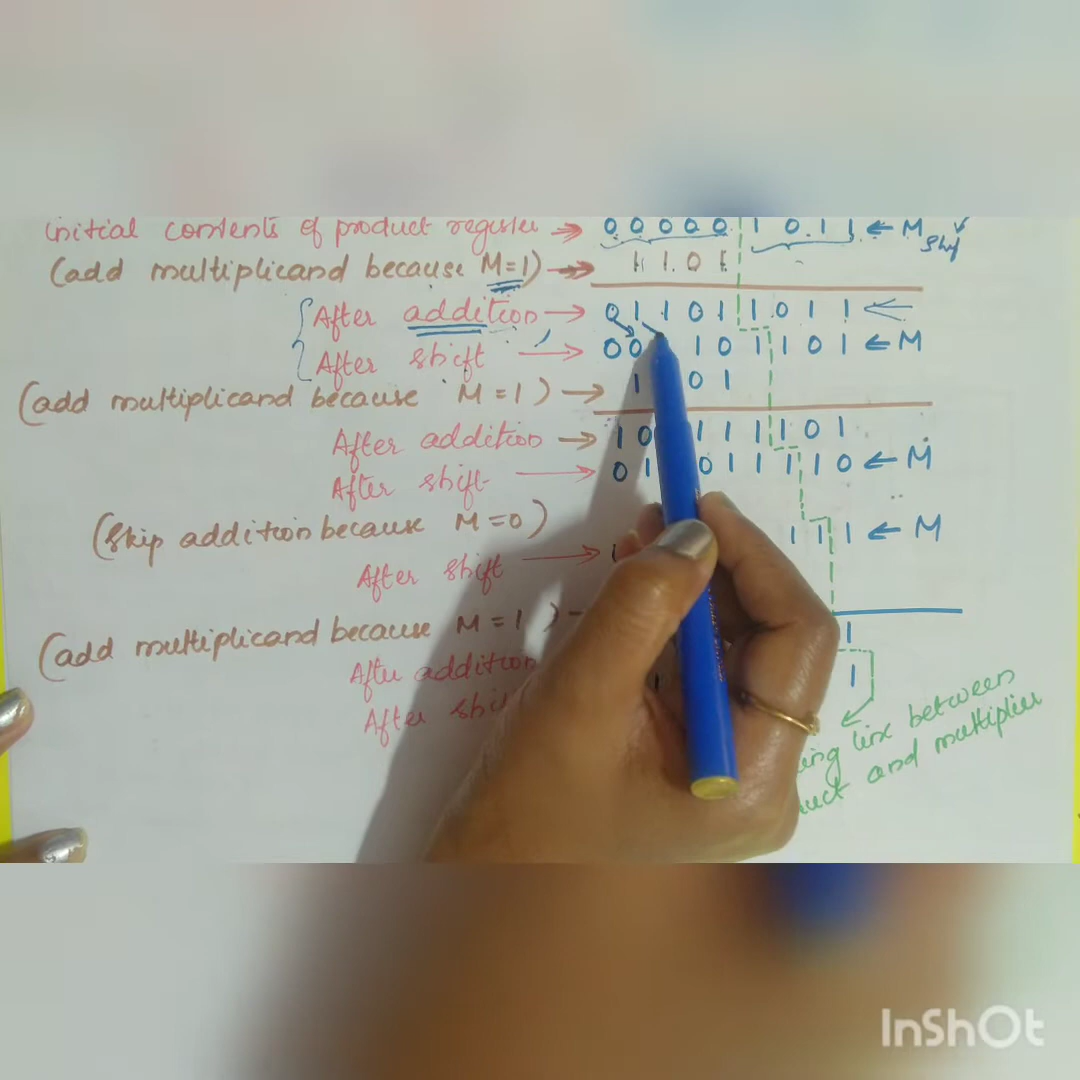 initial contents of product register → 0 0 0 0 0 1 0 1 1 ← M
(add multiplicand because M=1) → 1 1 0 1
After addition → 0 1 1 0 1 1 0 1 1 ←
After shift → 0 0 1 0 1 1 0 1 ← M
(add multiplicand because M = 1) → 1 0 1
After addition → 1 0 1 1 1 1 0 1
After shift → 0 1 0 1 1 1 1 0 ← M
(Skip addition because M = 0)
After shift → 1 1 1 ← M
(add multiplicand because M = 1)
After addition 1
After shift 1
line between
and multiplier
InShOt